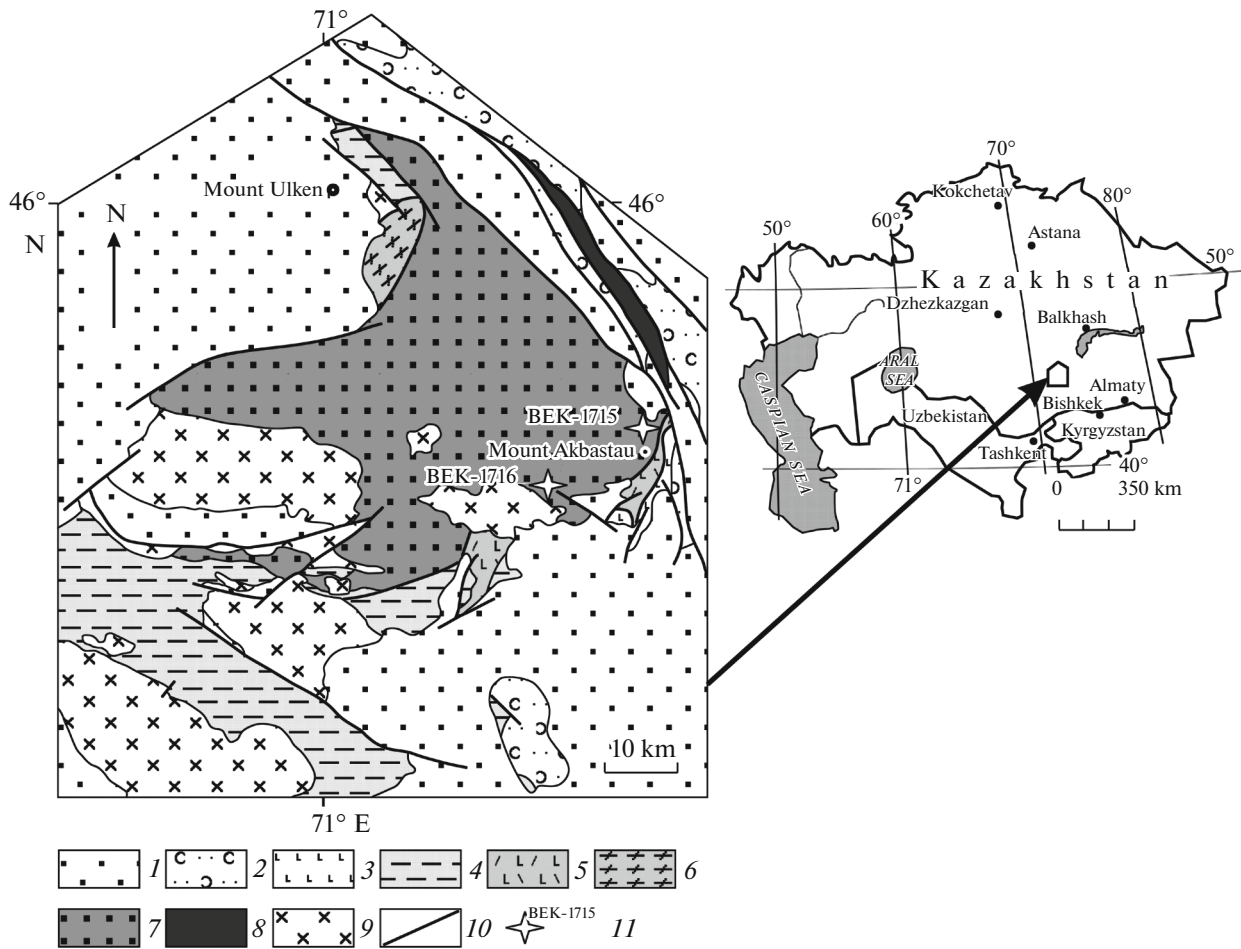 71°
46°
N
N
Mount Ulken
46°
BEK-1715
Mount Akbastau
BEK-1716
10 km
71° E
70°
Kokchetav
80°
60°
50°
Astana
50°
Kazakhstan
Dzhezkazgan
Balkhash
ARAL
SEA
CASPIAN SEA
Almaty
Bishkek
Uzbekistan
Kyrgyzstan
Tashkent
40°
71°
0 350 km
1 2 3 4 5 6
7 8 9 10 BEK-1715 11